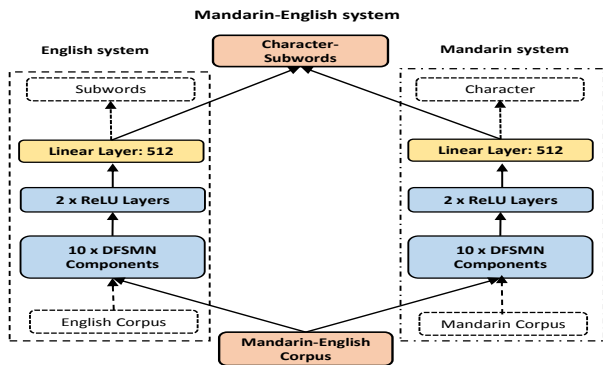 Mandarin-English system
English system
Character-
Subwords
Mandarin system
Subwords
Character
Linear Layer: 512
Linear Layer: 512
2 x ReLU Layers
2 x ReLU Layers
10 x DFSMN
Components
10 x DFSMN
Components
English Corpus
Mandarin-English
Corpus
Mandarin Corpus